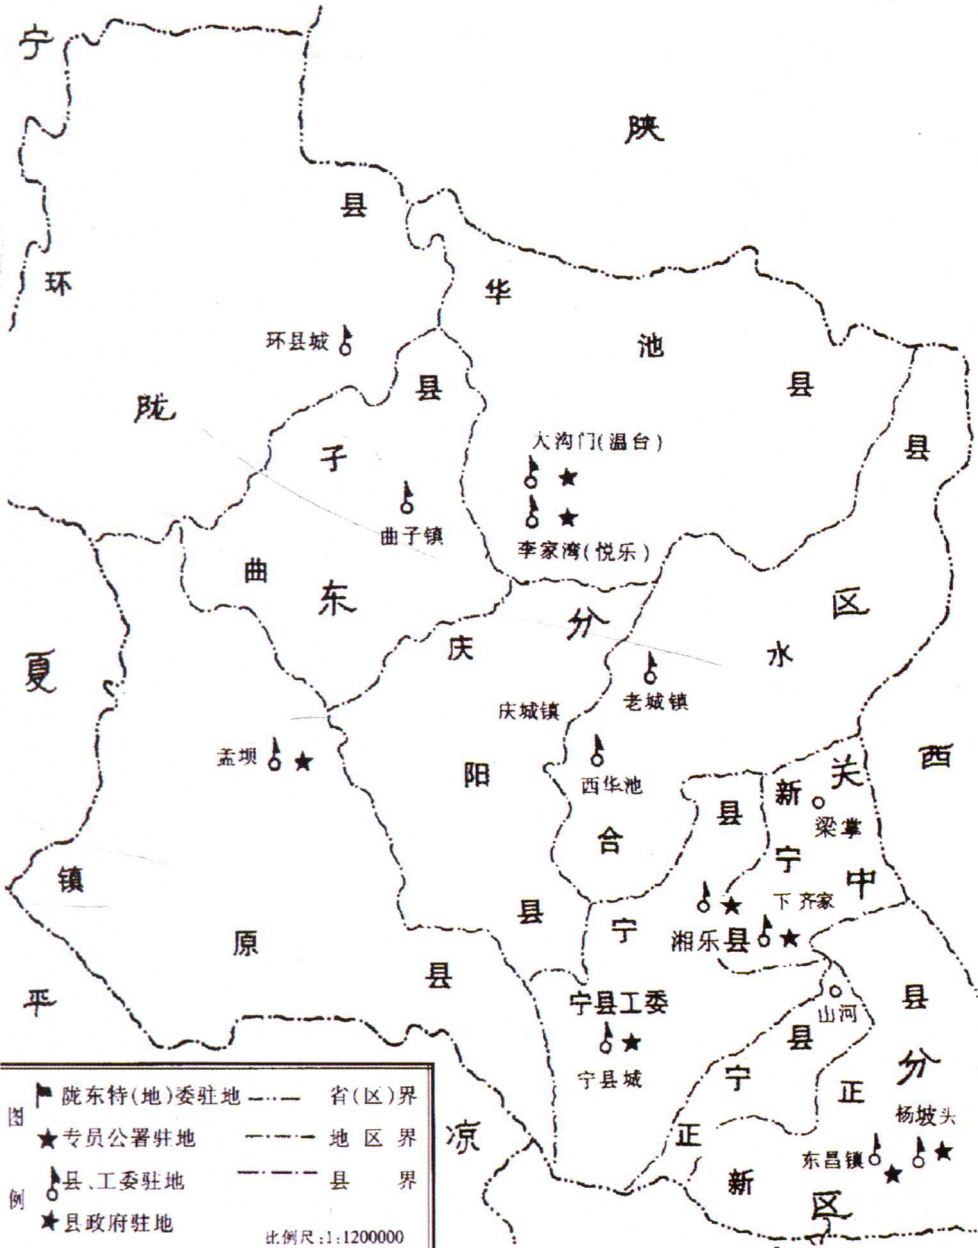 宁
陕
县
环
华
环县城
池
县
县
陇
县
子
大沟门(温台)
曲子镇
李家湾(悦乐)
曲
东
分
区
庆
水
夏
老城镇
庆城镇
孟坝
阳
西华池
西
关
新
梁掌
县
合
宁
镇
中
下齐家
县
宁
原
湘乐县
县
平
宁县工委
县
山河
县
宁县城
宁
正
分
杨坡头
正
凉
东昌镇
新
区
图例
陇东特(地)委驻地
省(区)界
专员公署驻地
地区界
县、工委驻地
县界
县政府驻地
比例尺:1:1200000